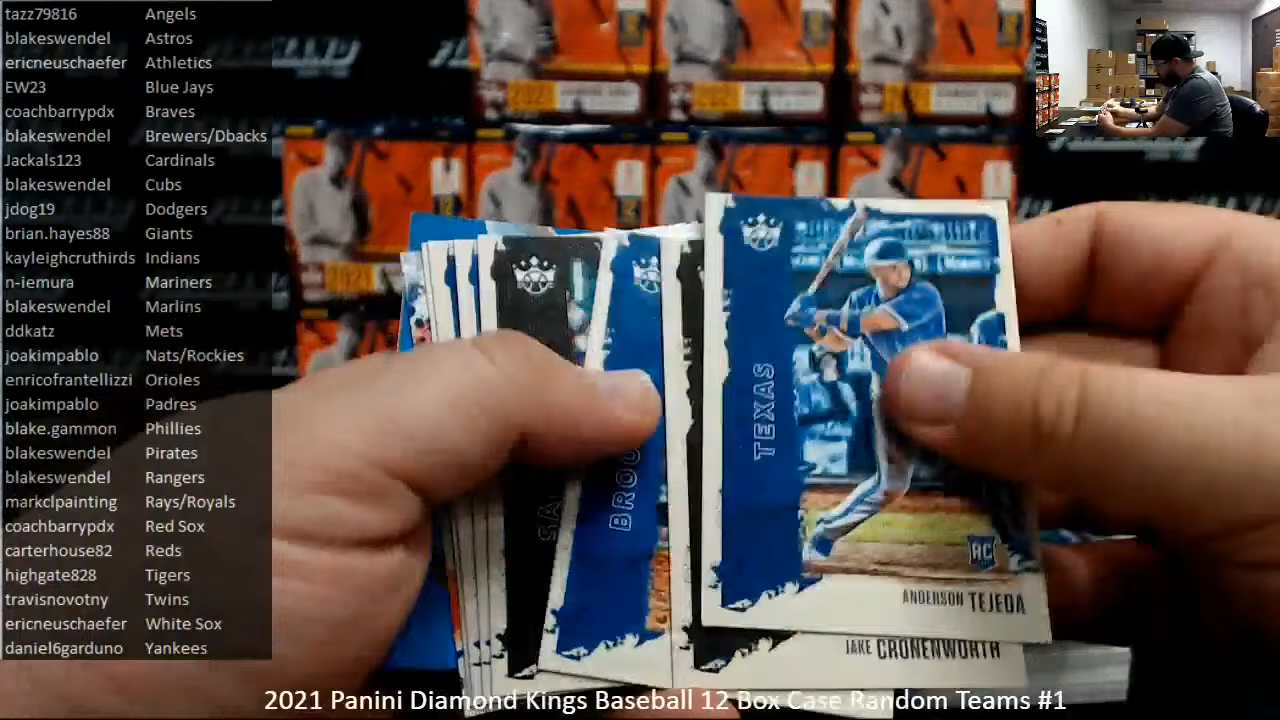 tazz79816 Angels
blakeswendel Astros
ericneuschaefer Athletics
EW23 Blue Jays
coachbarrypdx Braves
blakeswendel Brewers/Dbacks
Jackals123 Cardinals
blakeswendel Cubs
jdog19 Dodgers
brian.hayes88 Giants
kayleighcruthirds Indians
n-iemura Mariners
blakeswendel Marlins
ddkatz Mets
joakimpablo Nats/Rockies
enricofrantellizzi Orioles
joakimpablo Padres
blake.gammon Phillies
blakeswendel Pirates
blakeswendel Rangers
markclpainting Rays/Royals
coachbarrypdx Red Sox
carterhouse82 Reds
highgate828 Tigers
travisnovotny Twins
ericneuschaefer White Sox
daniel6garduno Yankees
2021
2021
2021
2021
TEXAS
RC
ANDERSON TEJEDA
JAKE CRONENWORTH
2021 Panini Diamond Kings Baseball 12 Box Case Random Teams #1